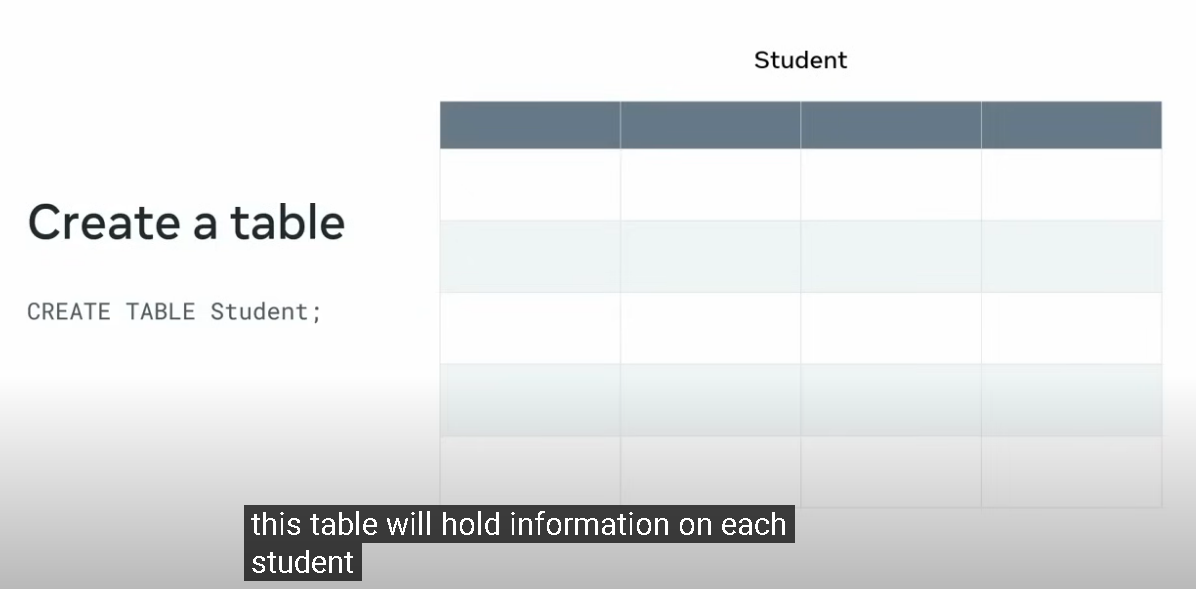 Student
Create a table
CREATE TABLE Student;
this table will hold information on each
student